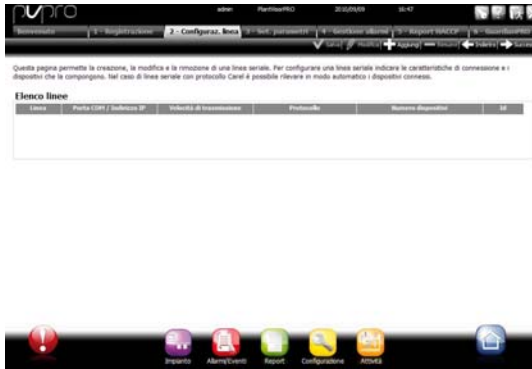 pvpro
admin PlantVisorPRO 2010/09/09 16:47
Benvenuto 1 - Registrazione 2 - Configuraz. linea 3 - Set. parametri 4 - Gestione allarmi 5 - Report HACCP 6 - GuardianPRO
Salva Modifica Aggiungi Rimuovi Indietro
Questa pagina permette la creazione, la modifica e la rimozione di una linea seriale. Per configurare una linea seriale indicare le caratteristiche di connessione e i
dispositivi che la compongono. Nel caso di linee seriale con protocollo Carel è possibile rilevare in modo automatico i dispositivi connessi.
Elenco linee
Linea Porta COM / Indirizzo IP Velocità di trasmissione Protocollo Numero dispositivi Id
Impianto Allarmi/Eventi Report Configurazione Attività